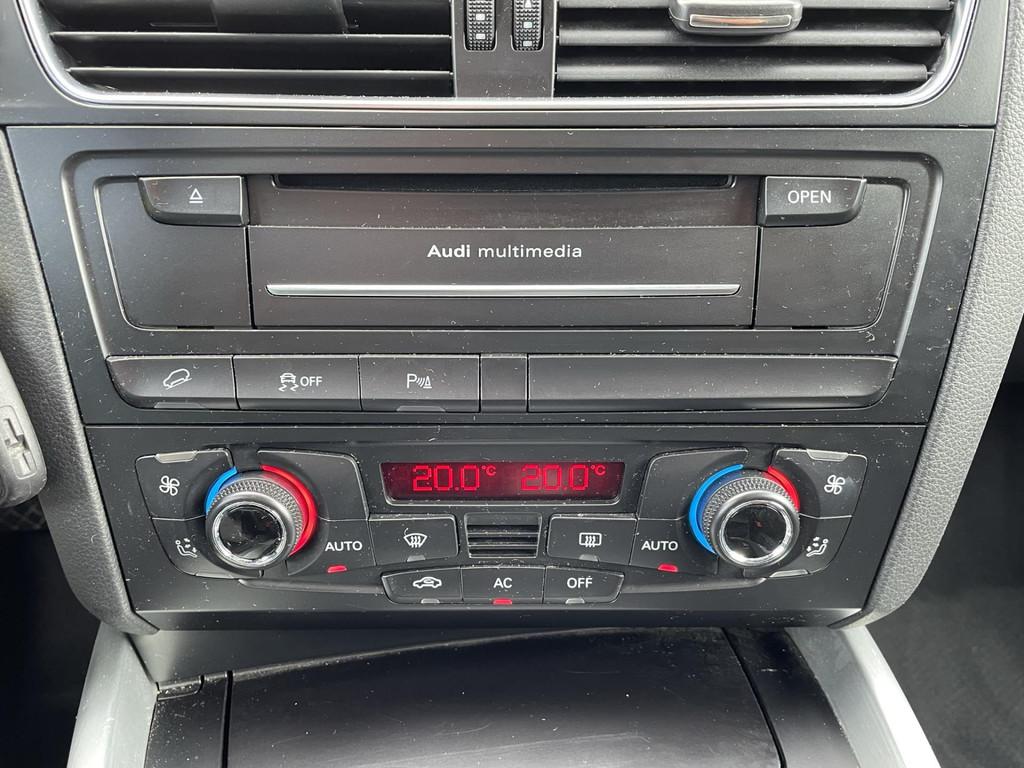 OPEN
Audi multimedia
OFF
P
20.0°C 20.0°C
AUTO
AUTO
AC
OFF